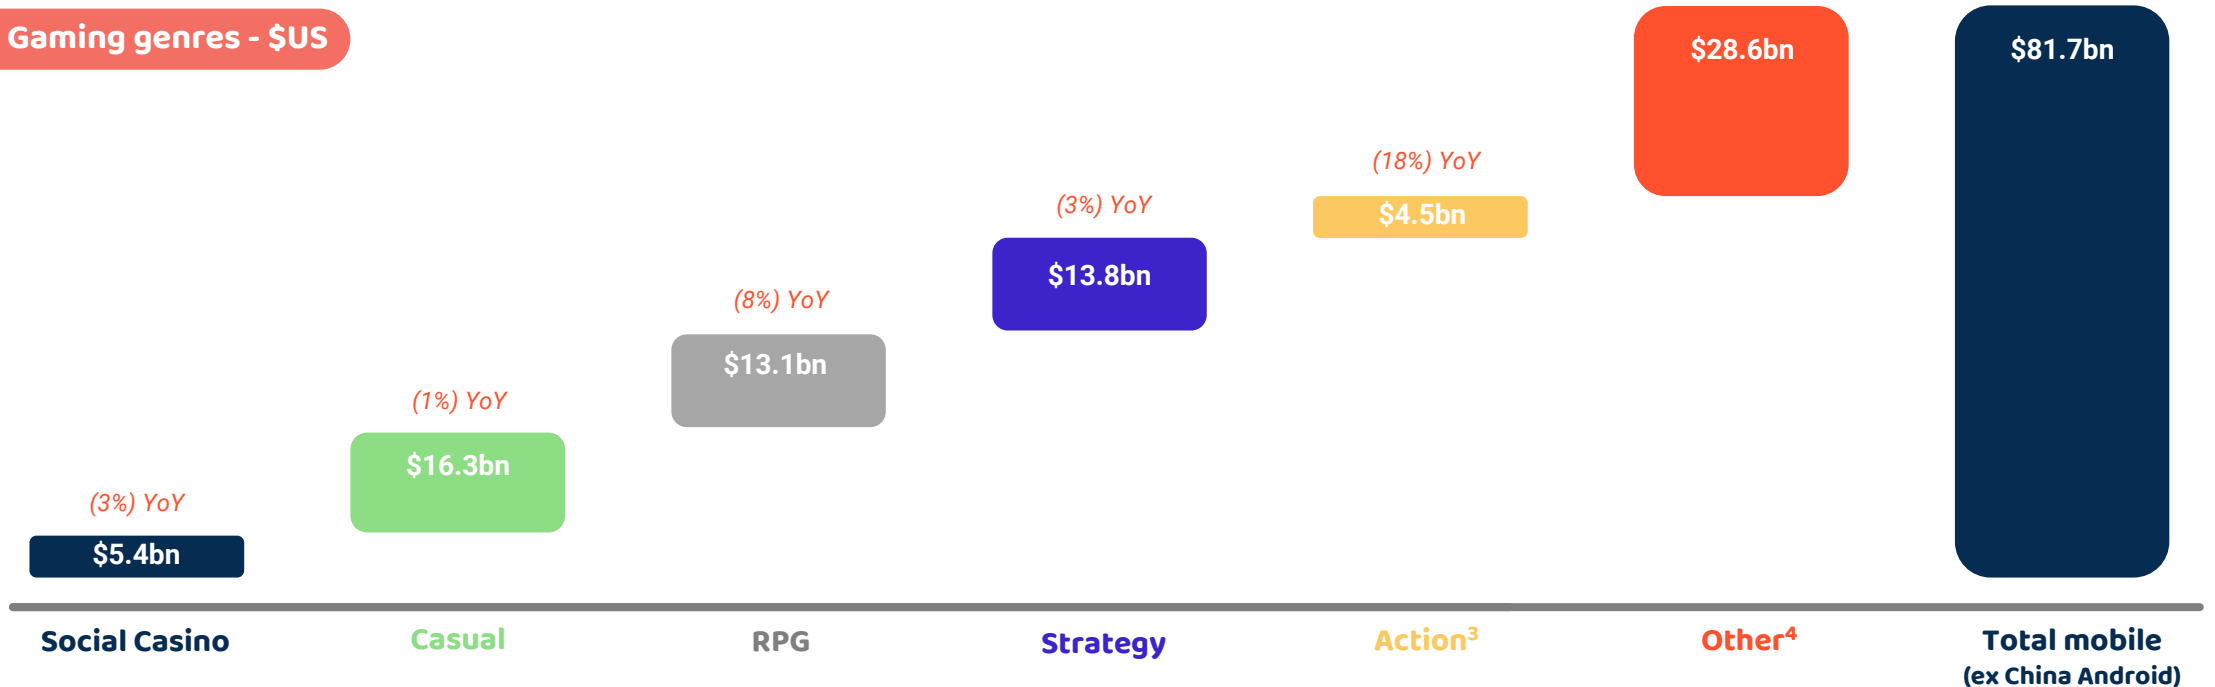 Gaming genres - $US
$28.6bn
$81.7bn
(18%) YoY
$4.5bn
(3%) YoY
$13.8bn
(8%) YoY
$13.1bn
(1%) YoY
$16.3bn
(3%) YoY
$5.4bn
Social Casino
Casual
RPG
Strategy
Action³
Other⁴
Total mobile
(ex China Android)